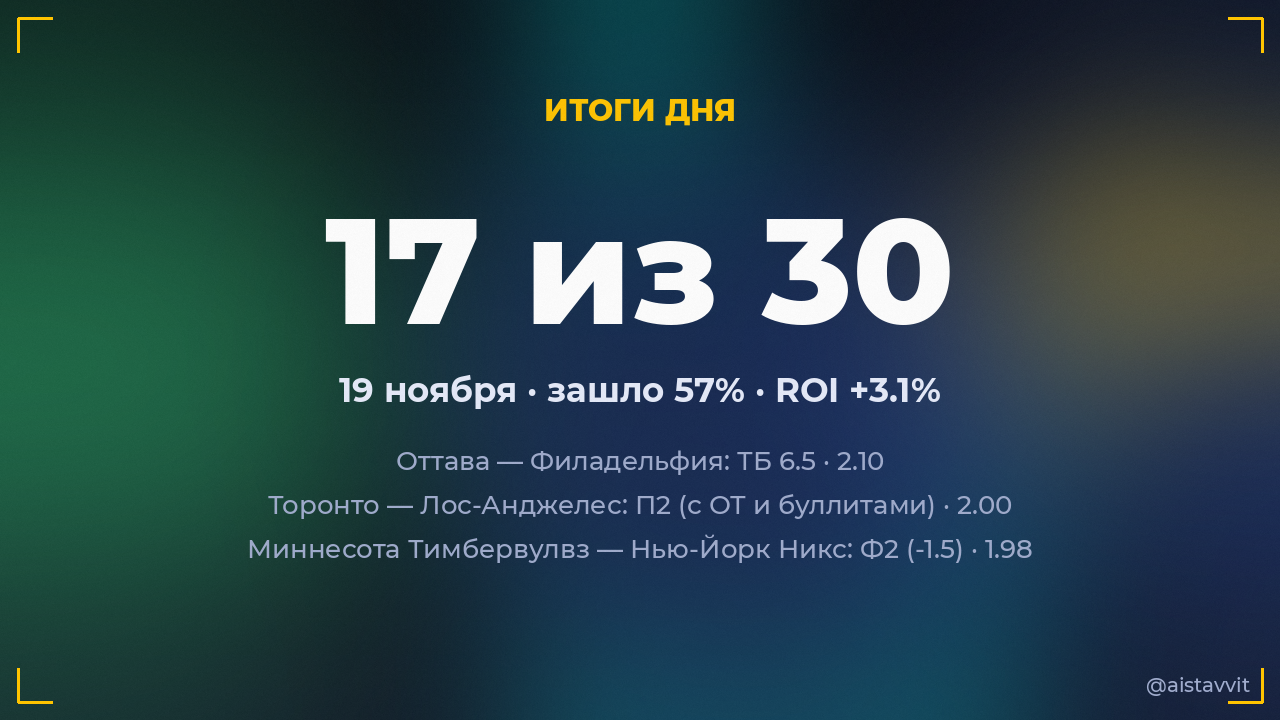 ИТОГИ ДНЯ
17 из 30
19 ноября · зашло 57% · ROI +3.1%
Оттава — Филадельфия: ТБ 6.5 · 2.10
Торонто — Лос-Анджелес: П2 (с ОТ и буллитами) · 2.00
Миннесота Тимбервулвз — Нью-Йорк Никс: Ф2 (-1.5) · 1.98
@aistavvit